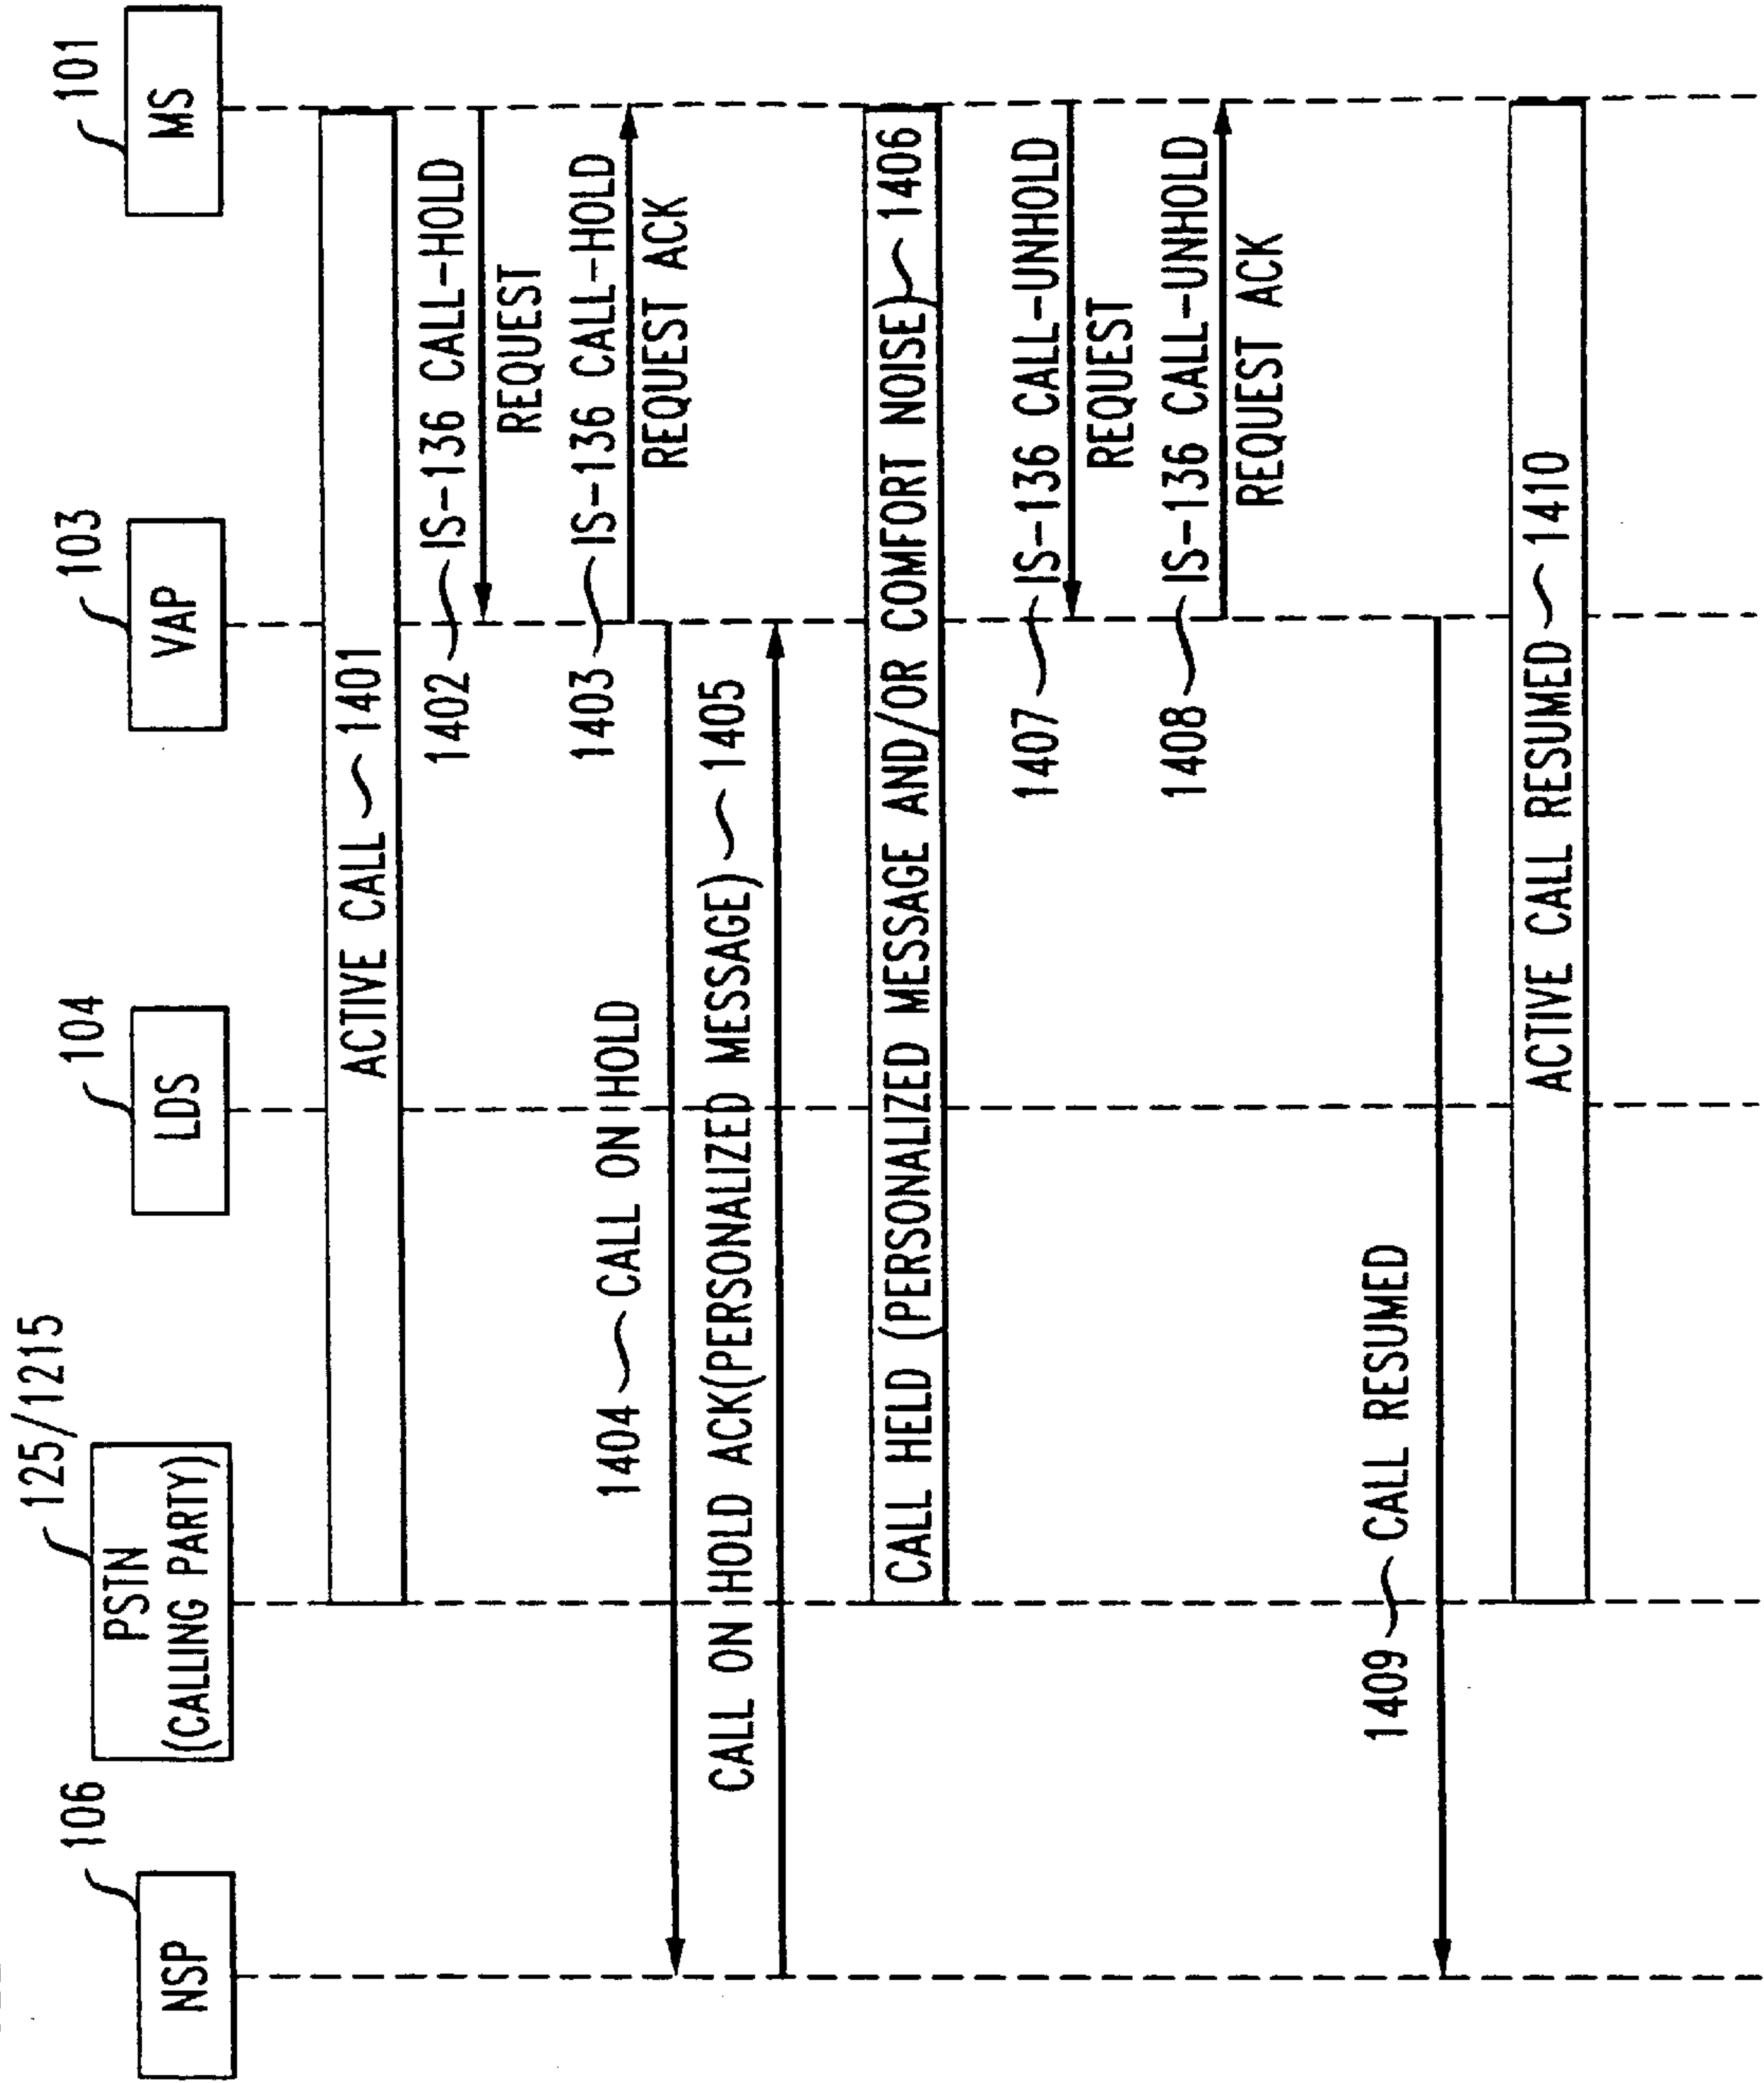 NSP
106
PSTN
(CALLING PARTY)
125/1215
LDS
104
VAP
103
MS
101
ACTIVE CALL 1401
1402 IS-136 CALL-HOLD
REQUEST
1403 IS-136 CALL-HOLD
REQUEST ACK
1404 CALL ON HOLD
CALL ON HOLD ACK(PERSONALIZED MESSAGE) 1405
CALL HELD (PERSONALIZED MESSAGE AND/OR COMFORT NOISE) 1406
1407 IS-136 CALL-UNHOLD
REQUEST
1408 IS-136 CALL-UNHOLD
REQUEST ACK
1409 CALL RESUMED
ACTIVE CALL RESUMED 1410